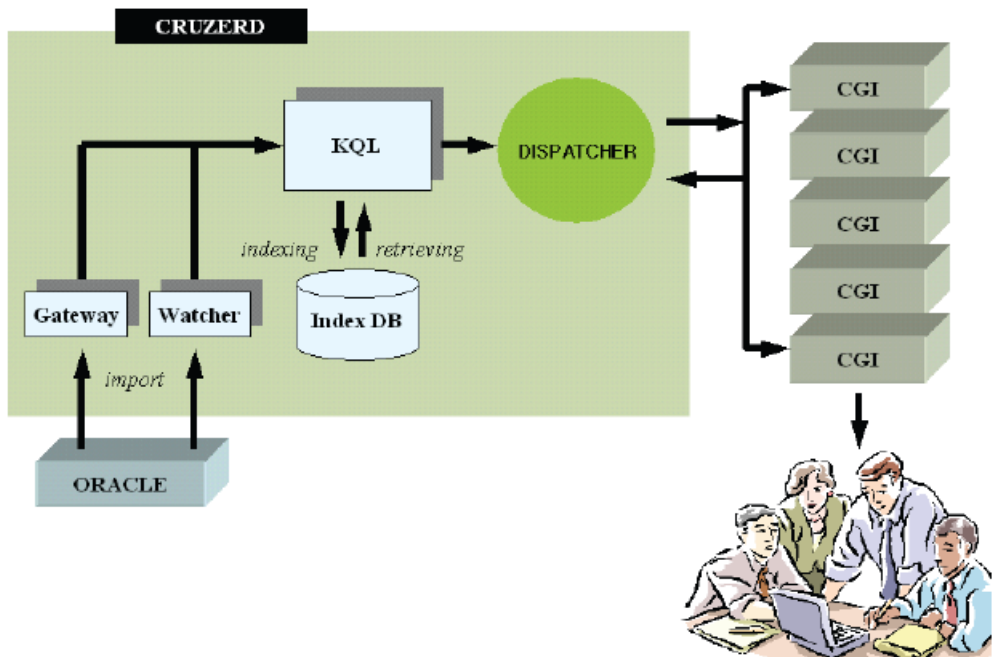 CRUZERD
KQL
DISPATCHER
CGI
CGI
CGI
CGI
CGI
indexing
retrieving
Gateway
Watcher
Index DB
import
ORACLE